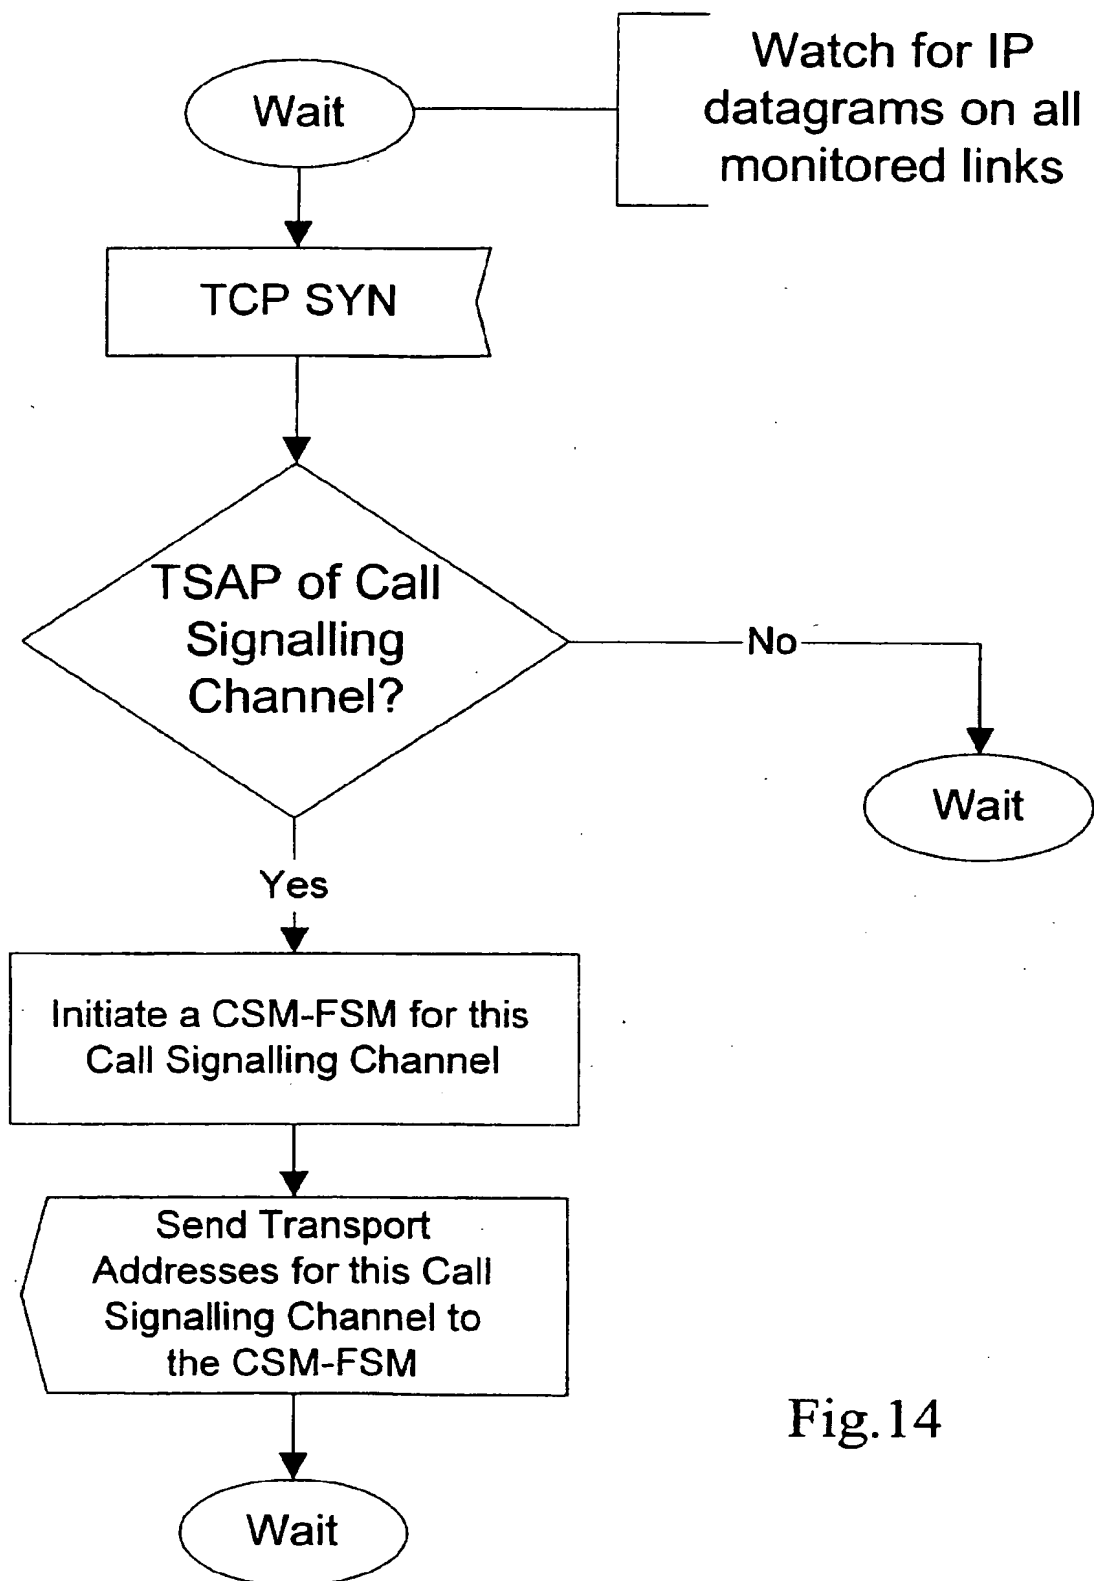 Wait
Watch for IP
datagrams on all
monitored links
TCP SYN
TSAP of Call
Signalling
Channel?
No
Wait
Yes
Initiate a CSM-FSM for this
Call Signalling Channel
Send Transport
Addresses for this Call
Signalling Channel to
the CSM-FSM
Wait
Fig.14